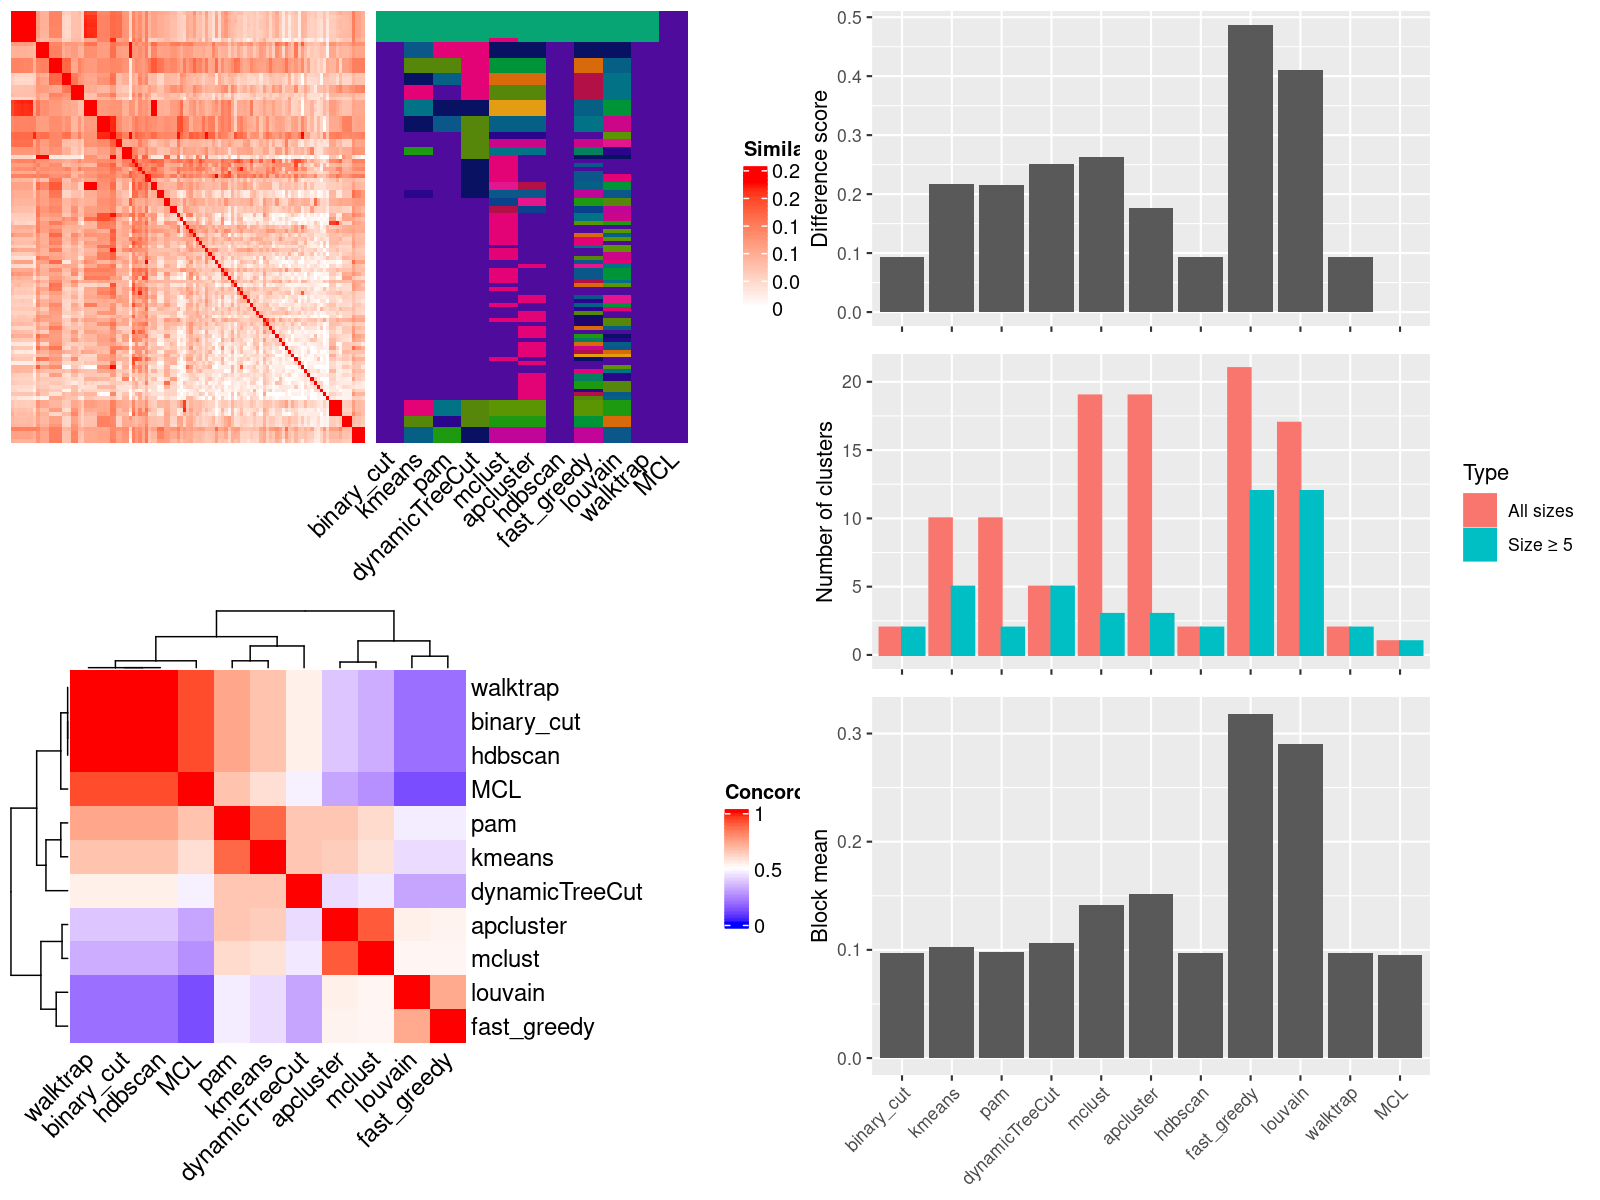 Simila
0.2
0.2
0.1
0.1
0.0
0
binary_cut
kmeans
pam
dynamicTreeCut
mclust
apcluster
hdbscan
fast_greedy
louvain
walktrap
MCL
walktrap
binary_cut
hdbscan
MCL
pam
kmeans
dynamicTreeCut
apcluster
mclust
louvain
fast_greedy
walktrap
binary_cut
hdbscan
MCL
pam
kmeans
dynamicTreeCut
apcluster
mclust
louvain
fast_greedy
Concord
1
0.5
0
Difference score
0.5
0.4
0.3
0.2
0.1
0.0
Number of clusters
20
15
10
5
0
Type
All sizes
Size ≥ 5
Block mean
0.3
0.2
0.1
0.0
binary_cut
kmeans
pam
dynamicTreeCut
mclust
apcluster
hdbscan
fast_greedy
louvain
walktrap
MCL